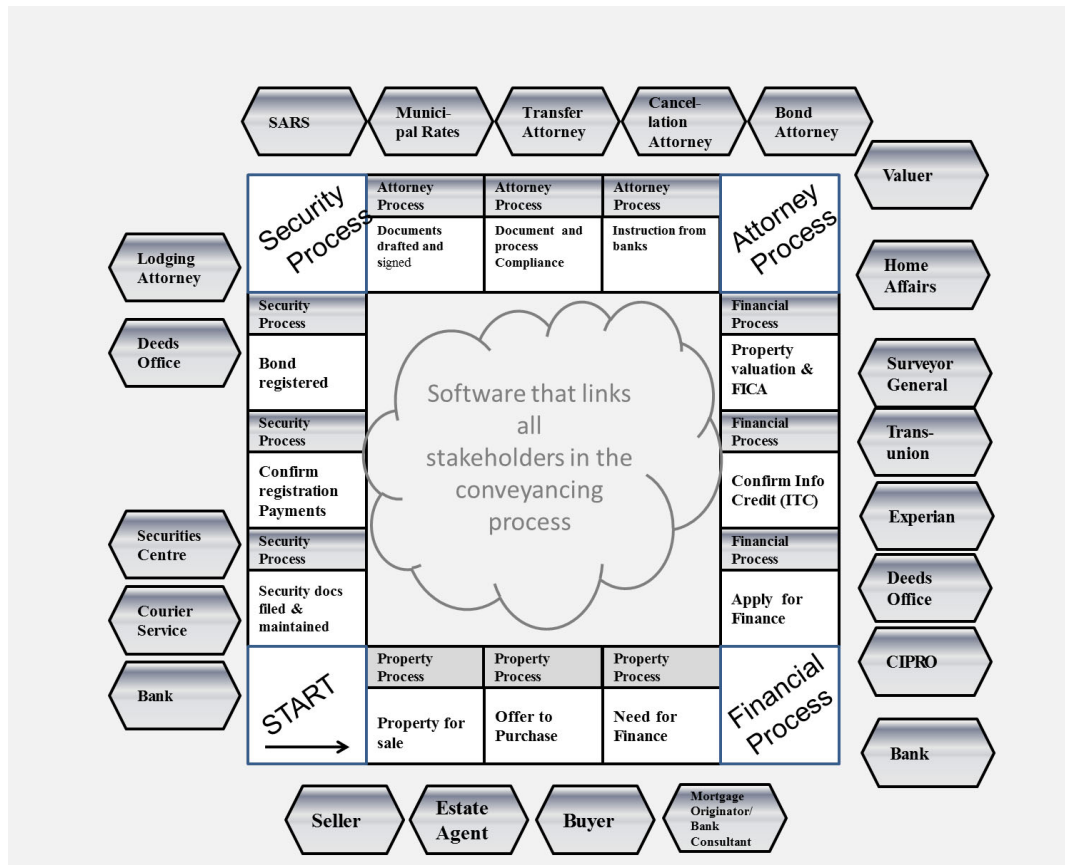 SARS
Munici-
pal Rates
Transfer
Attorney
Cancel-
lation
Attorney
Bond
Attorney
Valuer
Home
Affairs
Surveyor
General
Trans-
union
Experian
Deeds
Office
CIPRO
Bank
Lodging
Attorney
Deeds
Office
Securities
Centre
Courier
Service
Bank
Security
Process
Attorney
Process
Documents
drafted and
signed
Attorney
Process
Document and
process
Compliance
Attorney
Process
Instruction from
banks
Attorney
Process
Security
Process
Bond
registered
Security
Process
Confirm
registration
Payments
Security
Process
Security docs
filed &
maintained
Software that links
all
stakeholders in the
conveyancing
process
Financial
Process
Property
valuation &
FICA
Financial
Process
Confirm Info
Credit (ITC)
Financial
Process
Apply for
Finance
START
Property
Process
Property for
sale
Property
Process
Offer to
Purchase
Property
Process
Need for
Finance
Financial
Process
Seller
Estate
Agent
Buyer
Mortgage
Originator/
Bank
Consultant